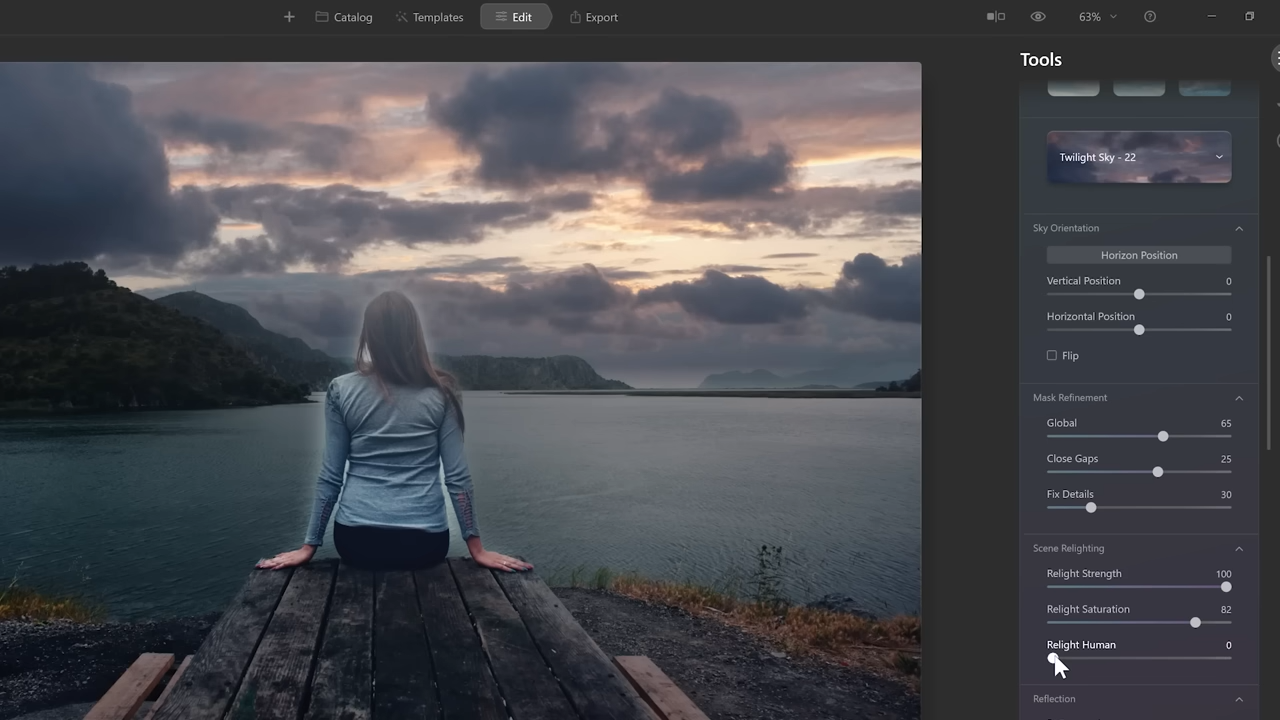 Catalog
Templates
Edit
Export
63%
Tools
Twilight Sky - 22
Sky Orientation
Horizon Position
Vertical Position 0
Horizontal Position 0
Flip
Mask Refinement
Global 65
Close Gaps 25
Fix Details 30
Scene Relighting
Relight Strength 100
Relight Saturation 82
Relight Human 0
Reflection